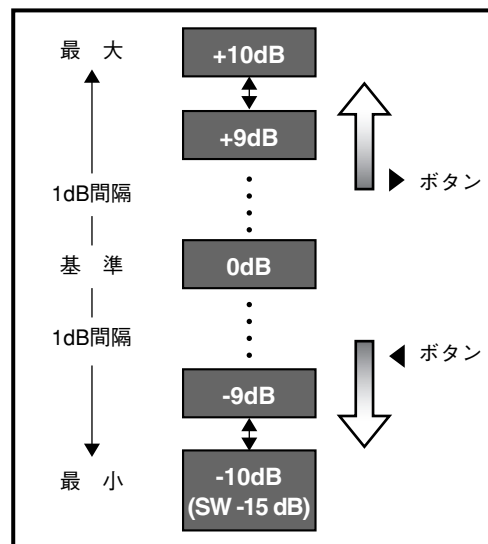 最 大
+10dB
+9dB
▶ ボタン
1dB間隔
基 準
0dB
1dB間隔
◀ ボタン
-9dB
最 小
-10dB
(SW -15 dB)